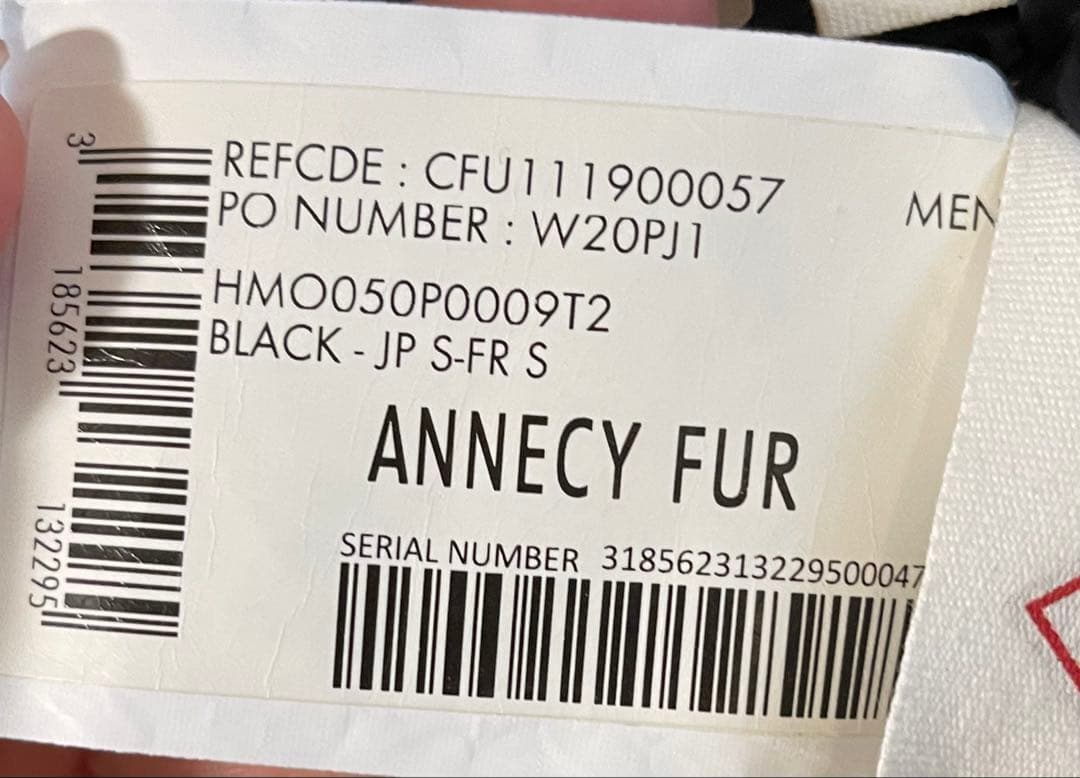 REFCDE : CFU111900057
MEN
PO NUMBER : W20PJ1
HMO050P0009T2
BLACK - JP S-FR S
ANNECY FUR
SERIAL NUMBER 318562313229500047
3 185623 132295